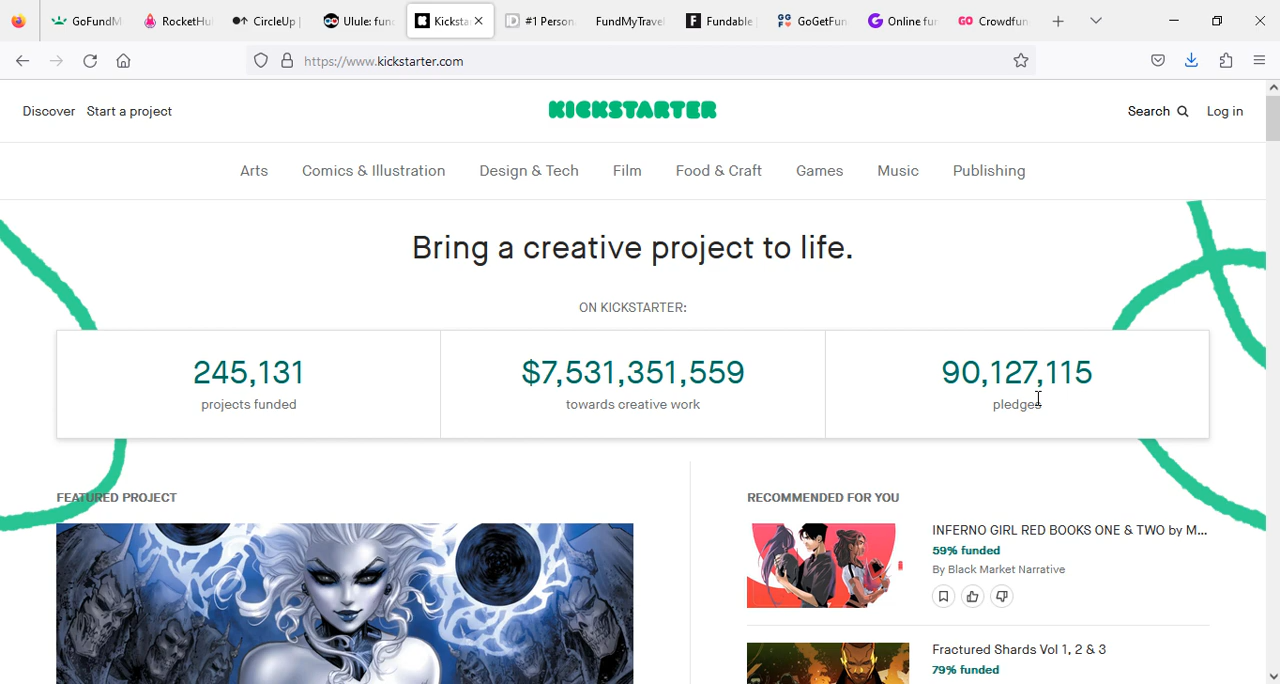 GoFundM RocketHu CircleUp | Ulule: fun Kickstar #1 Person FundMyTrave Fundable GoGetFun Online fun Crowdfun
https://www.kickstarter.com
Discover Start a project KICKSTARTER Search Log in
Arts Comics & Illustration Design & Tech Film Food & Craft Games Music Publishing
Bring a creative project to life.
ON KICKSTARTER:
245,131 $7,531,351,559 90,127,115
projects funded towards creative work pledges
FEATURED PROJECT RECOMMENDED FOR YOU
INFERNO GIRL RED BOOKS ONE & TWO by M...
59% funded
By Black Market Narrative
Fractured Shards Vol 1, 2 & 3
79% funded